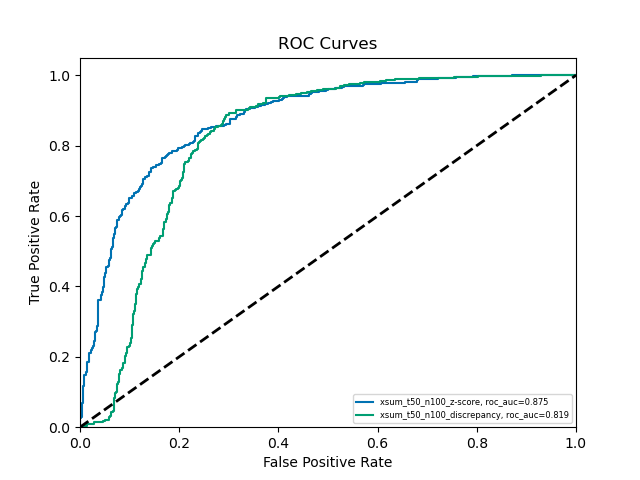 ROC Curves
True Positive Rate
1.0
0.8
0.6
0.4
0.2
0.0
0.0 0.2 0.4 0.6 0.8 1.0
False Positive Rate
xsum_t50_n100_z-score, roc_auc=0.875
xsum_t50_n100_discrepancy, roc_auc=0.819